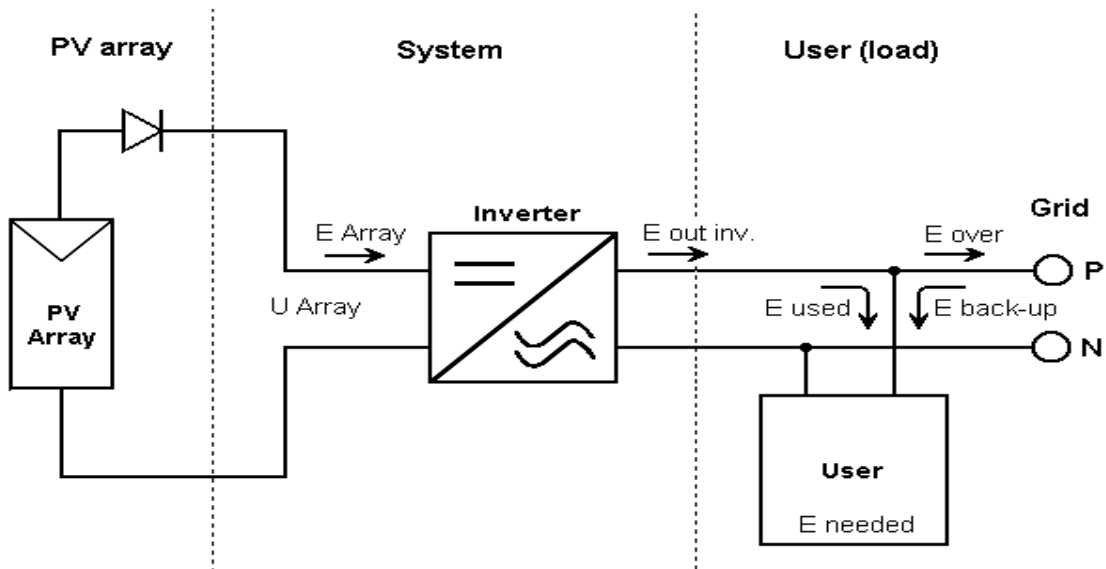 PV array
System
User (load)
Inverter
Grid
E Array
E out inv.
E over
P
U Array
E used
E back-up
PV
Array
N
User
E needed